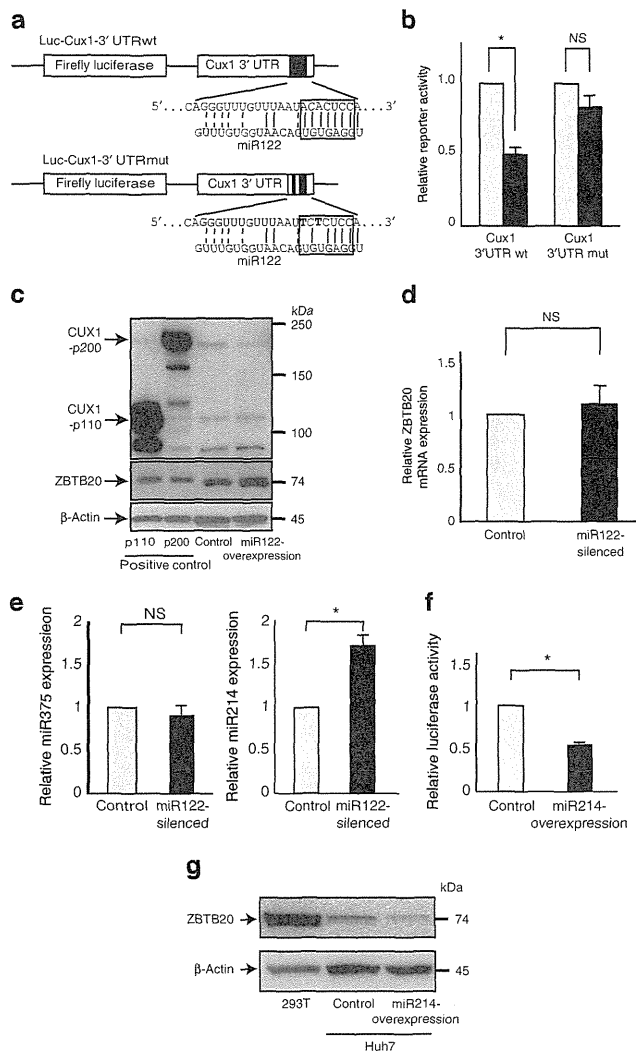 a
Luc-Cux1-3′ UTRwt
Firefly luciferase
Cux1 3′ UTR
5′...CAGGGUUUGUUUAAUACACUCCA...3′
GUUUGUGGUAACAGUGUGAGGU
miR122
Luc-Cux1-3′ UTRmut
Firefly luciferase
Cux1 3′ UTR
5′...CAGGGUUUGUUUAAUTCTCUCCA...3′
GUUUGUGGUAACAGUGUGAGGU
miR122
b
Relative reporter activity
1.0
0.5
0
*
NS
Cux1
3′UTR wt
Cux1
3′UTR mut
c
kDa
CUX1
-p200
CUX1
-p110
250
150
100
ZBTB20
74
β-Actin
45
p110
p200
Control
miR122-
overexpression
Positive control
d
NS
Relative ZBTB20
mRNA expression
1.5
1
0.5
0
Control
miR122-
silenced
e
Relative miR375 expressieon
2
1.5
1
0.5
0
NS
Control
miR122-
silenced
Relative miR214 expression
2
1.5
1
0.5
0
*
Control
miR122-
silenced
f
Relative luciferase activity
1.5
1
0.5
0
*
Control
miR214-
overexpression
g
kDa
ZBTB20
74
β-Actin
45
293T
Control
miR214-
overexpression
Huh7